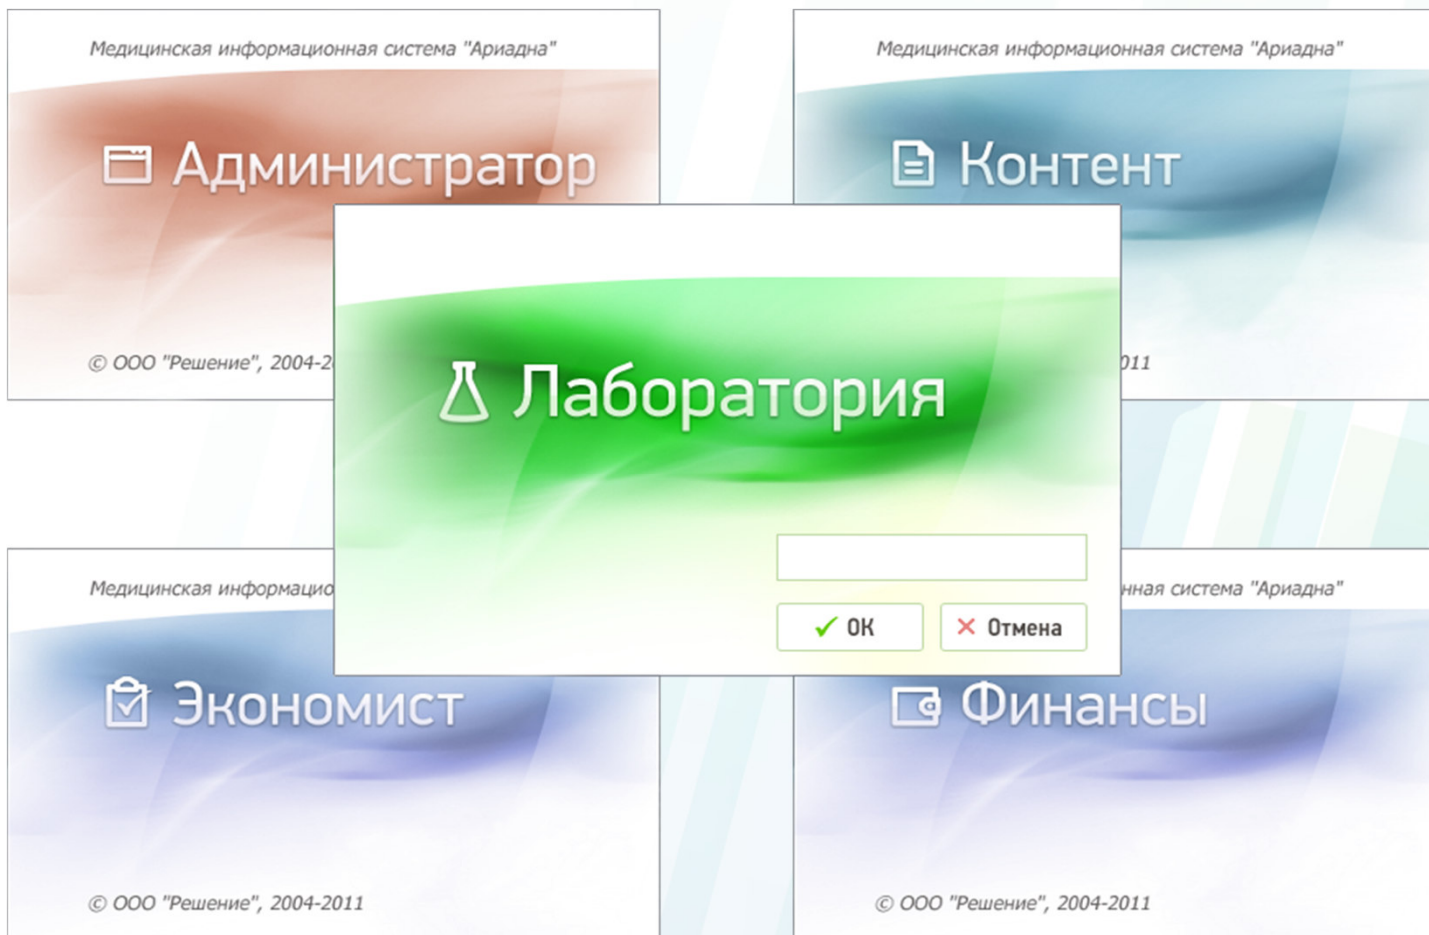 Медицинская информационная система "Ариадна"
Администратор
© ООО "Решение", 2004-2
Медицинская информационная система "Ариадна"
Контент
011
Лаборатория
ОК
Отмена
Медицинская информацио
Экономист
© ООО "Решение", 2004-2011
нная система "Ариадна"
Финансы
© ООО "Решение", 2004-2011